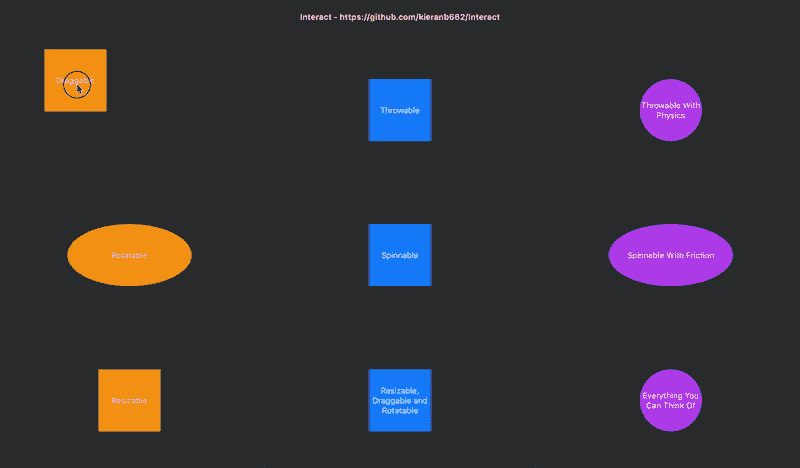 Interact - https://github.com/kieranb662/Interact
Draggable
Throwable
Throwable With
Physics
Rotatable
Spinnable
Spinnable With Friction
Resizable
Resizable,
Draggable and
Rotatable
Everything You
Can Think Of